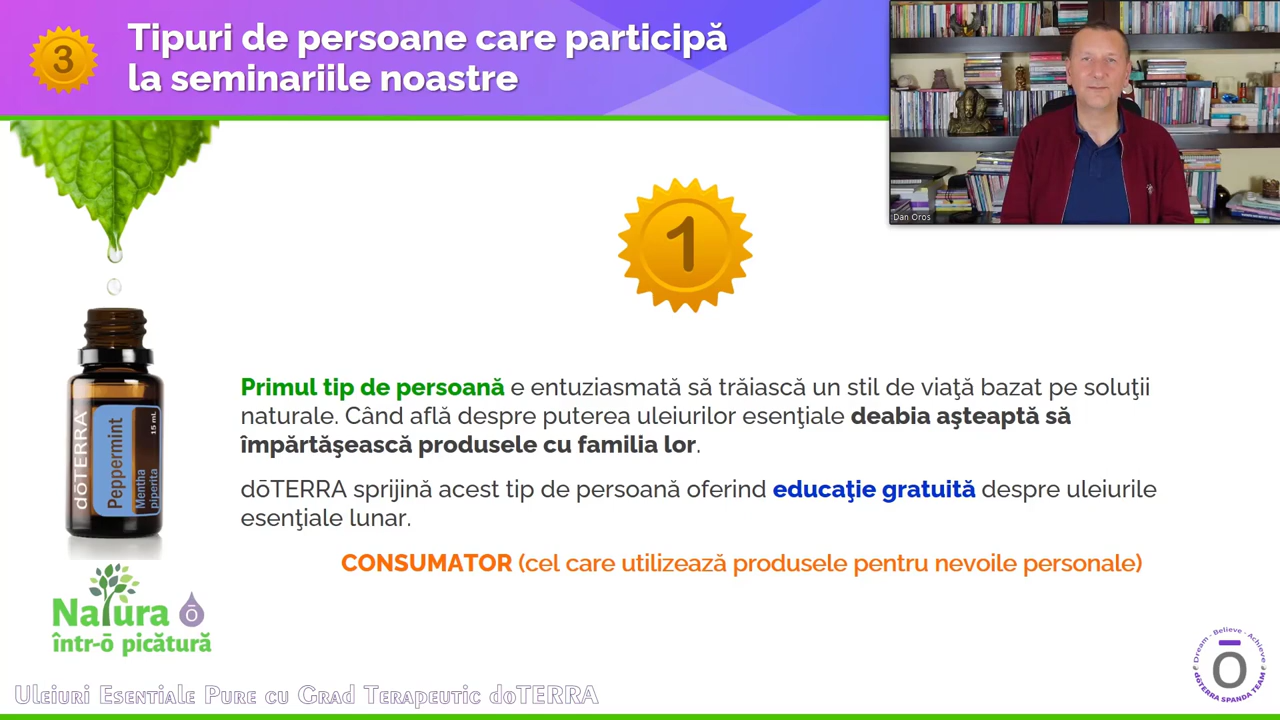 3
Tipuri de persoane care participă
la seminariile noastre
Dan Oros
1
Primul tip de persoană e entuziasmată să trăiască un stil de viaţă bazat pe soluţii
naturale. Când află despre puterea uleiurilor esenţiale deabia aşteaptă să
împărtăşească produsele cu familia lor.
dōTERRA sprijină acest tip de persoană oferind educaţie gratuită despre uleiurile
esenţiale lunar.
CONSUMATOR (cel care utilizează produsele pentru nevoile personale)
dōTERRA
Peppermint
Mentha
piperita
15 mL
Natura ō
într-ō picătură
Uleiuri Esentiale Pure cu Grad Terapeutic doTERRA
Dream - Believe - Achieve
ō
dōTERRA SPANDA TEAM